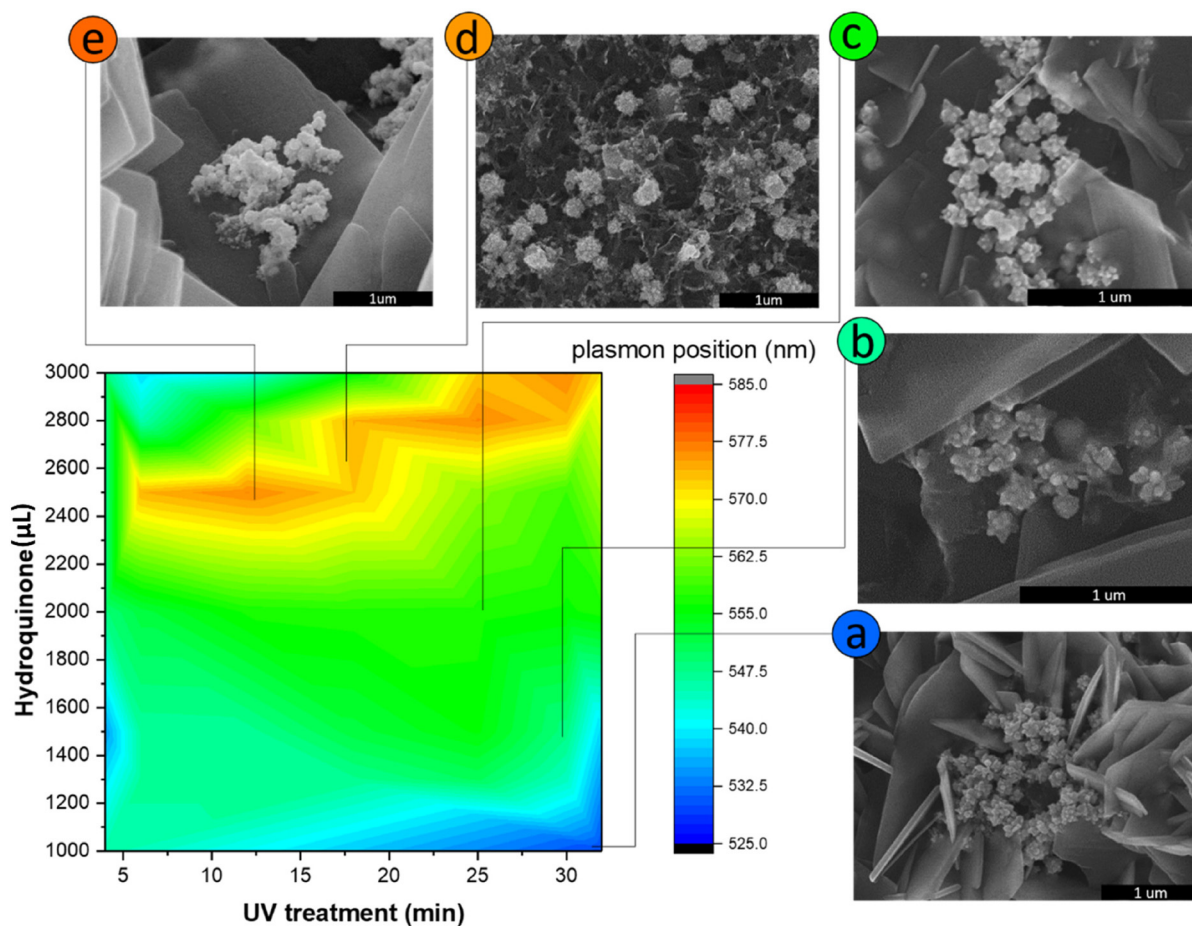 e
d
c
1um
1um
1 um
b
1 um
a
1 um
plasmon position (nm)
585.0
577.5
570.0
562.5
555.0
547.5
540.0
532.5
525.0
Hydroquinone(µL)
3000
2800
2600
2400
2200
2000
1800
1600
1400
1200
1000
5
10
15
20
25
30
UV treatment (min)